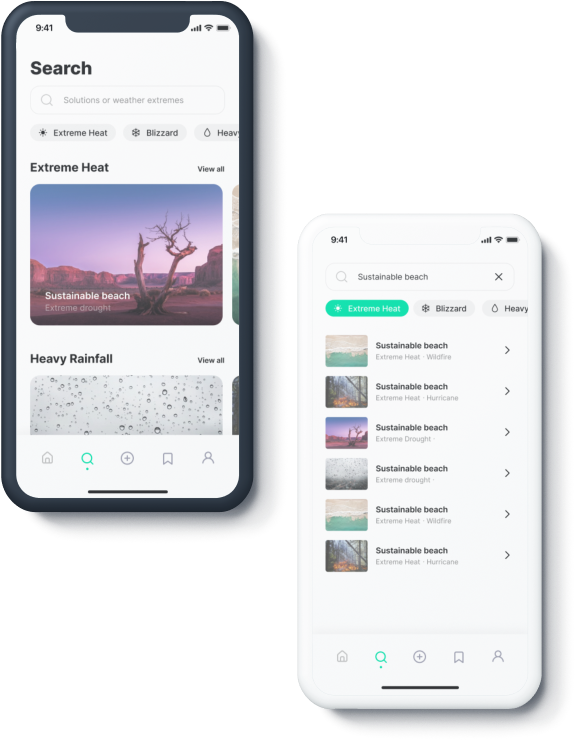 9:41
Search
Solutions or weather extremes
Extreme Heat
Blizzard
Heavy
Extreme Heat
View all
Sustainable beach
Extreme drought
Heavy Rainfall
View all
9:41
Sustainable beach
Extreme Heat
Blizzard
Heavy
Sustainable beach
Extreme Heat · Wildfire
Sustainable beach
Extreme Heat · Hurricane
Sustainable beach
Extreme Drought ·
Sustainable beach
Extreme drought ·
Sustainable beach
Extreme Heat · Wildfire
Sustainable beach
Extreme Heat · Hurricane